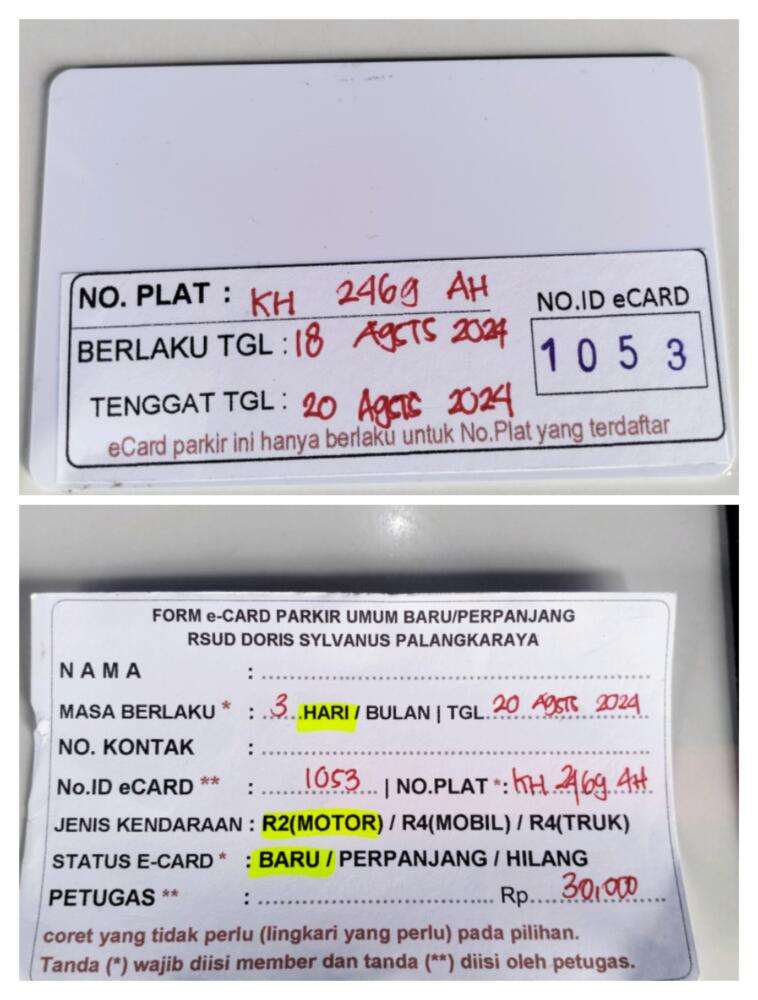 NO. PLAT : KH 2469 AH
NO.ID eCARD
BERLAKU TGL : 18 Agsts 2024
1053
TENGGAT TGL : 20 Agsts 2024
eCard parkir ini hanya berlaku untuk No.Plat yang terdaftar
FORM e-CARD PARKIR UMUM BARU/PERPANJANG
RSUD DORIS SYLVANUS PALANGKARAYA
NAMA :
MASA BERLAKU * : 3 HARI / BULAN | TGL. 20 Agsts 2024
NO. KONTAK :
No.ID eCARD ** : 1053 | NO.PLAT *: KH 2469 AH
JENIS KENDARAAN : R2(MOTOR) / R4(MOBIL) / R4(TRUK)
STATUS E-CARD * : BARU / PERPANJANG / HILANG
PETUGAS ** : Rp. 30,000
coret yang tidak perlu (lingkari yang perlu) pada pilihan.
Tanda (*) wajib diisi member dan tanda (**) diisi oleh petugas.